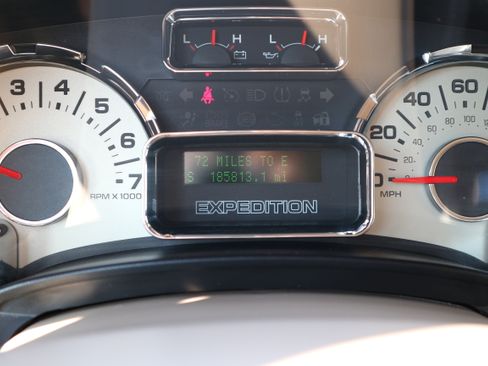 L H L H
3 4 5 6 7
RPM X 1000
72 MILES TO E
S 185813.1 mi
EXPEDITION
0 20 40 60 80
MPH